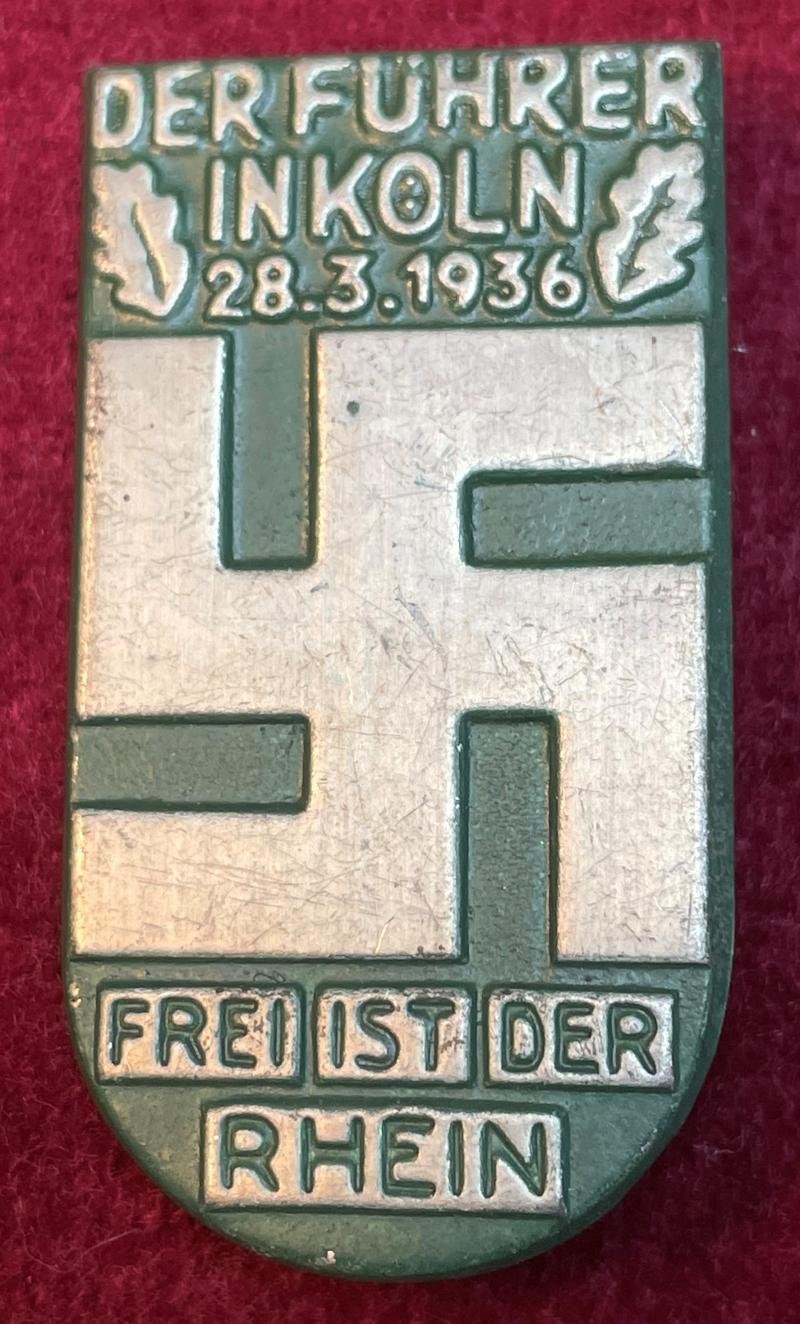 DER FÜHRER
IN KÖLN
28.3.1936
FREI IST DER
RHEIN